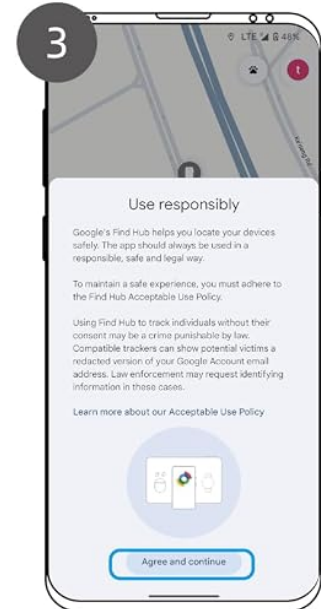 3
LTE 48%
t
Use responsibly
Google's Find Hub helps you locate your devices
safely. The app should always be used in a
responsible, safe and legal way.
To maintain a safe experience, you must adhere to
the Find Hub Acceptable Use Policy.
Using Find Hub to track individuals without their
consent may be a crime punishable by law.
Compatible trackers can show potential victims a
redacted version of your Google Account email
address. Law enforcement may request identifying
information in these cases.
Learn more about our Acceptable Use Policy
Agree and continue